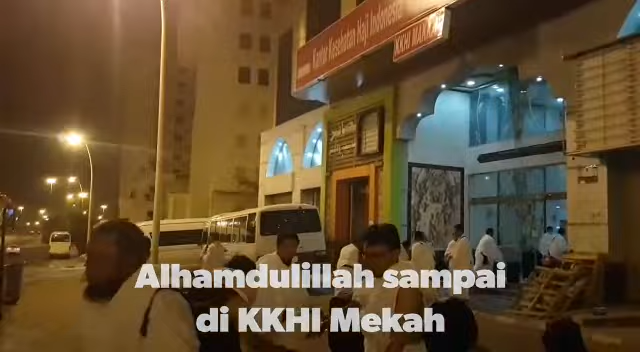 Kantor Kesehatan Haji Indonesia
KKHI MAKKAH
Alhamdulillah sampai
di KKHI Mekah